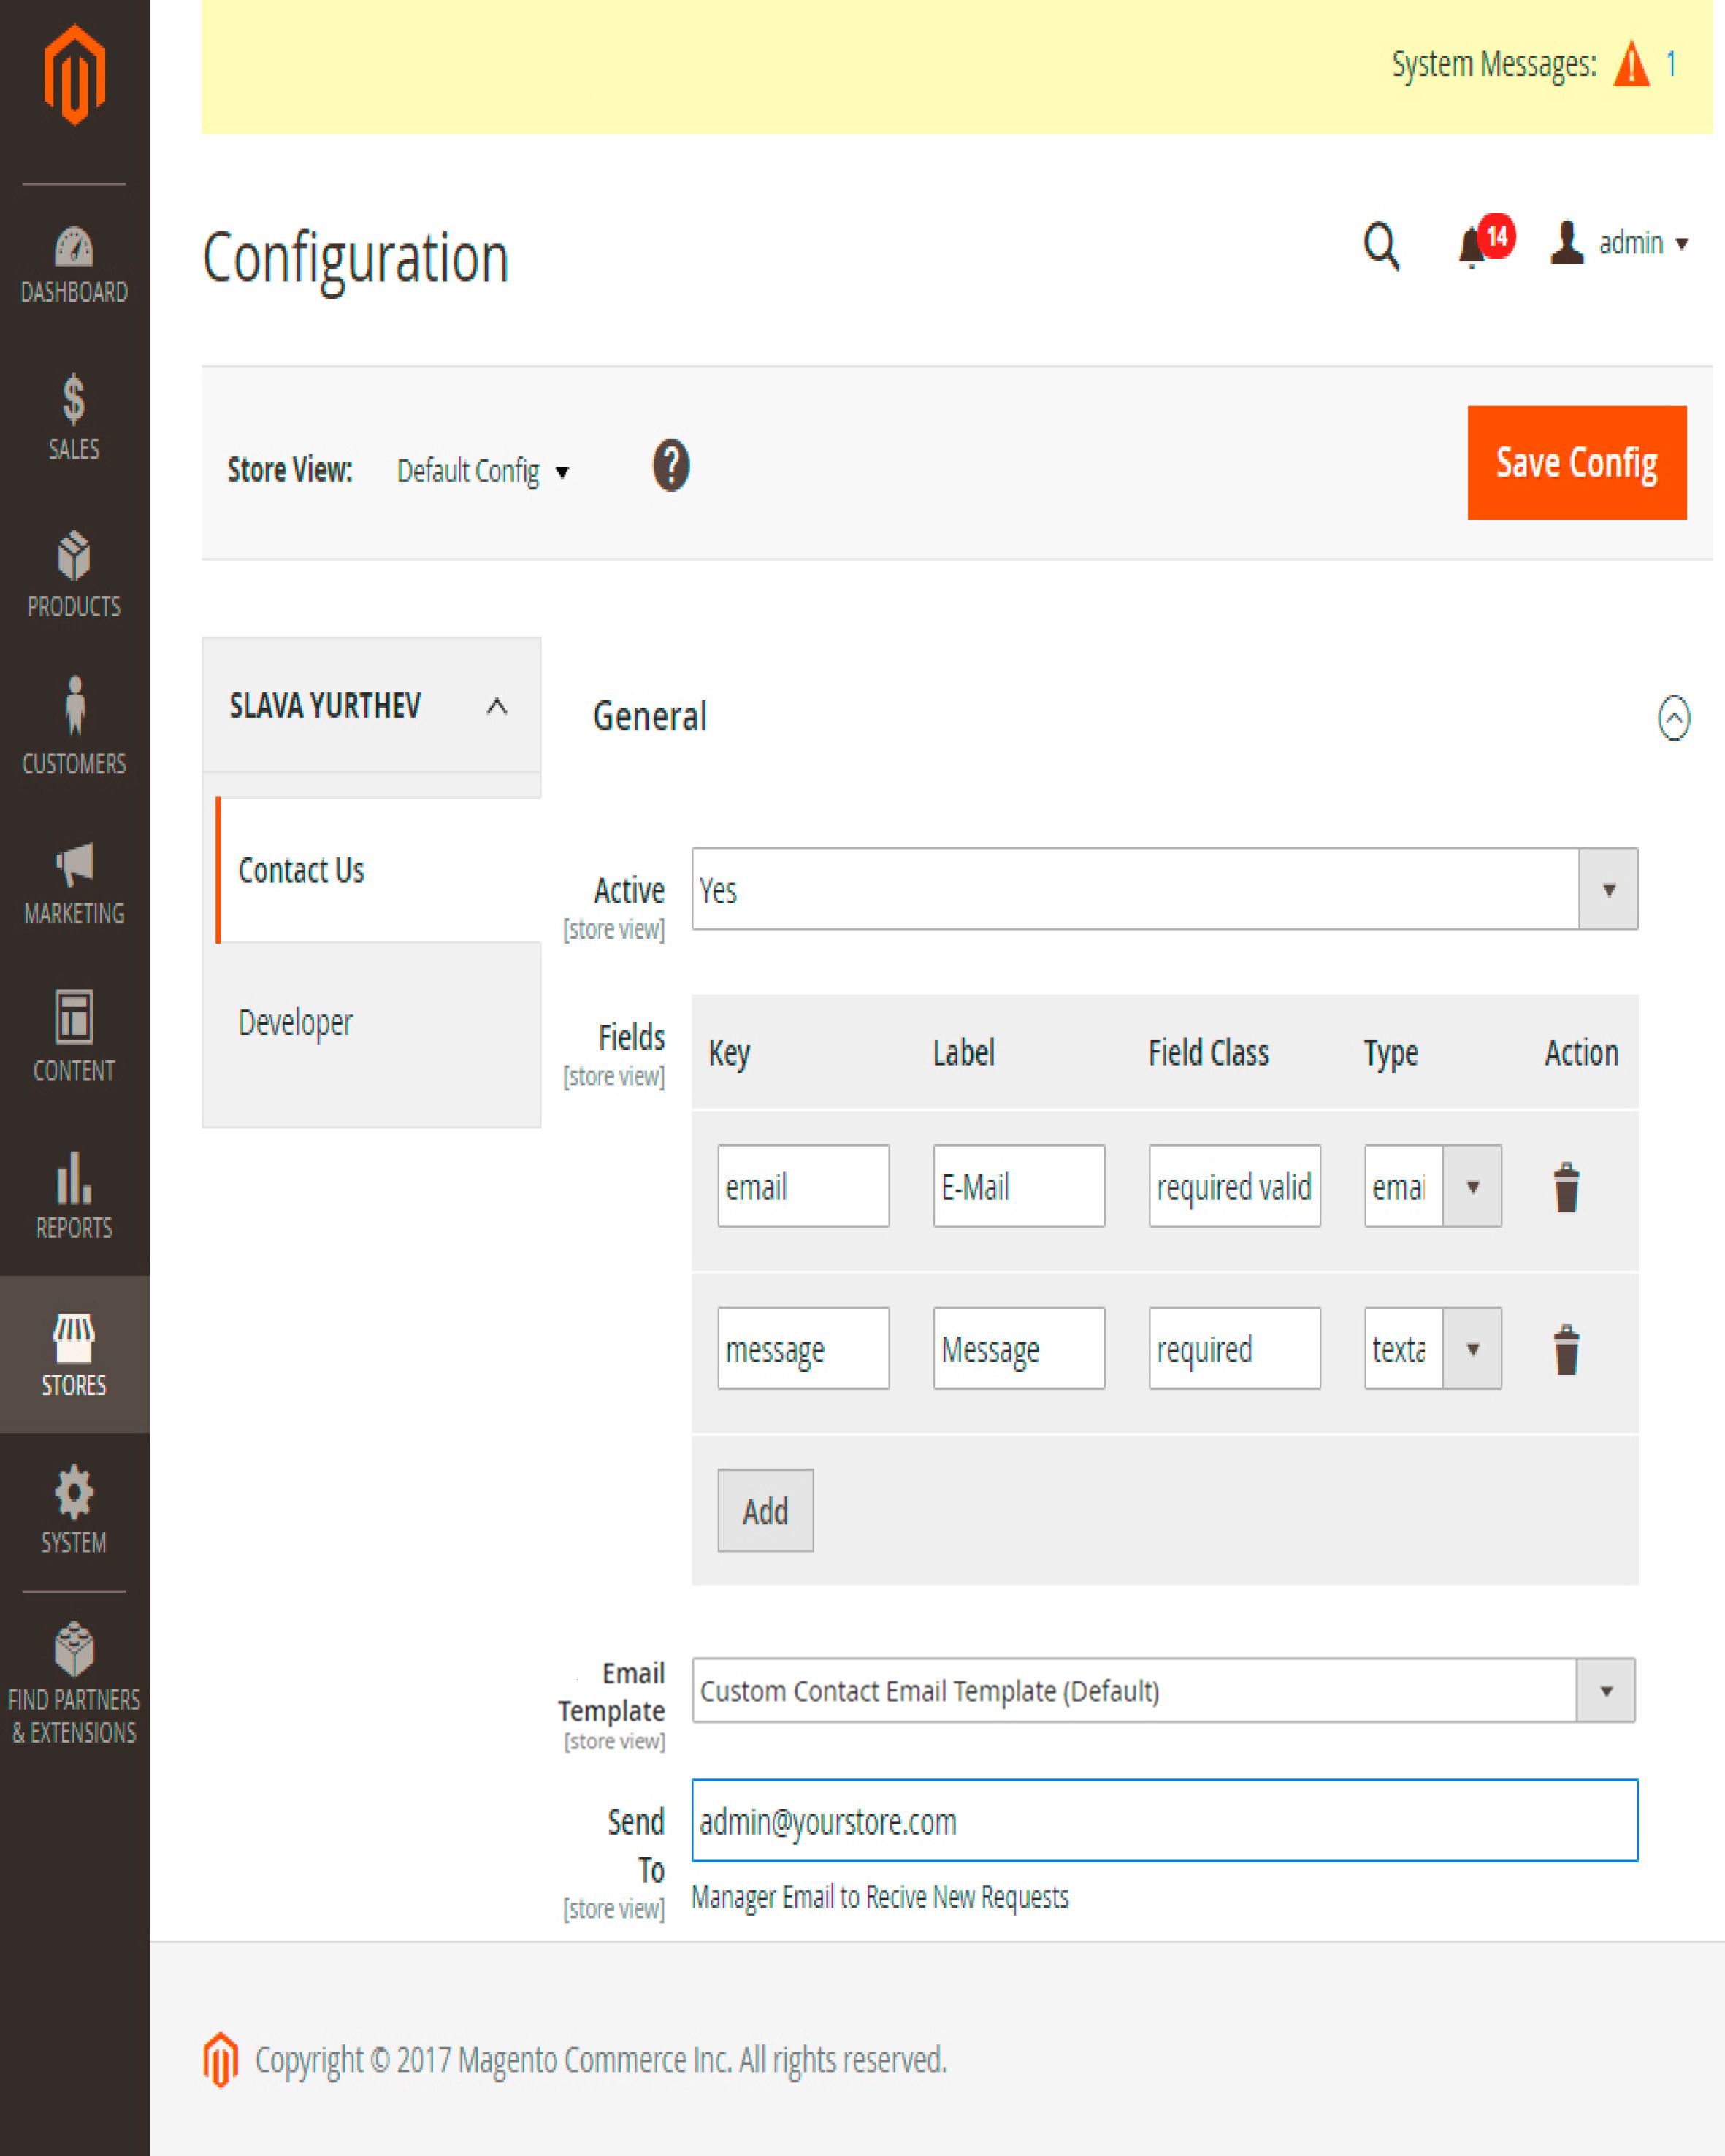 System Messages: 1
Configuration
14
admin
DASHBOARD
SALES
PRODUCTS
CUSTOMERS
MARKETING
CONTENT
REPORTS
STORES
SYSTEM
FIND PARTNERS
& EXTENSIONS
Store View: Default Config
Save Config
SLAVA YURTHEV
Contact Us
Developer
General
Active
[store view]
Yes
Fields
[store view]
Key Label Field Class Type Action
email E-Mail required valid emai
message Message required texta
Add
Email
Template
[store view]
Custom Contact Email Template (Default)
Send
To
[store view]
admin@yourstore.com
Manager Email to Recive New Requests
Copyright © 2017 Magento Commerce Inc. All rights reserved.